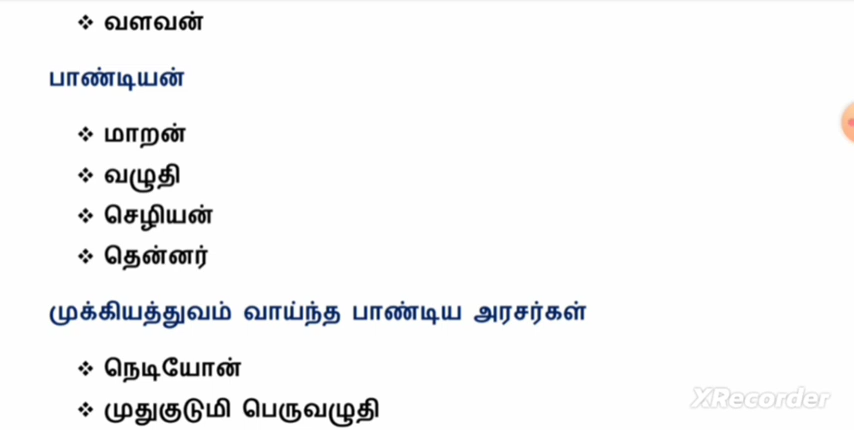 ❖ வளவன்
பாண்டியன்
❖ மாறன்
❖ வழுதி
❖ செழியன்
❖ தென்னர்
முக்கியத்துவம் வாய்ந்த பாண்டிய அரசர்கள்
❖ நெடியோன்
❖ முதுகுடுமி பெருவழுதி
XRecorder